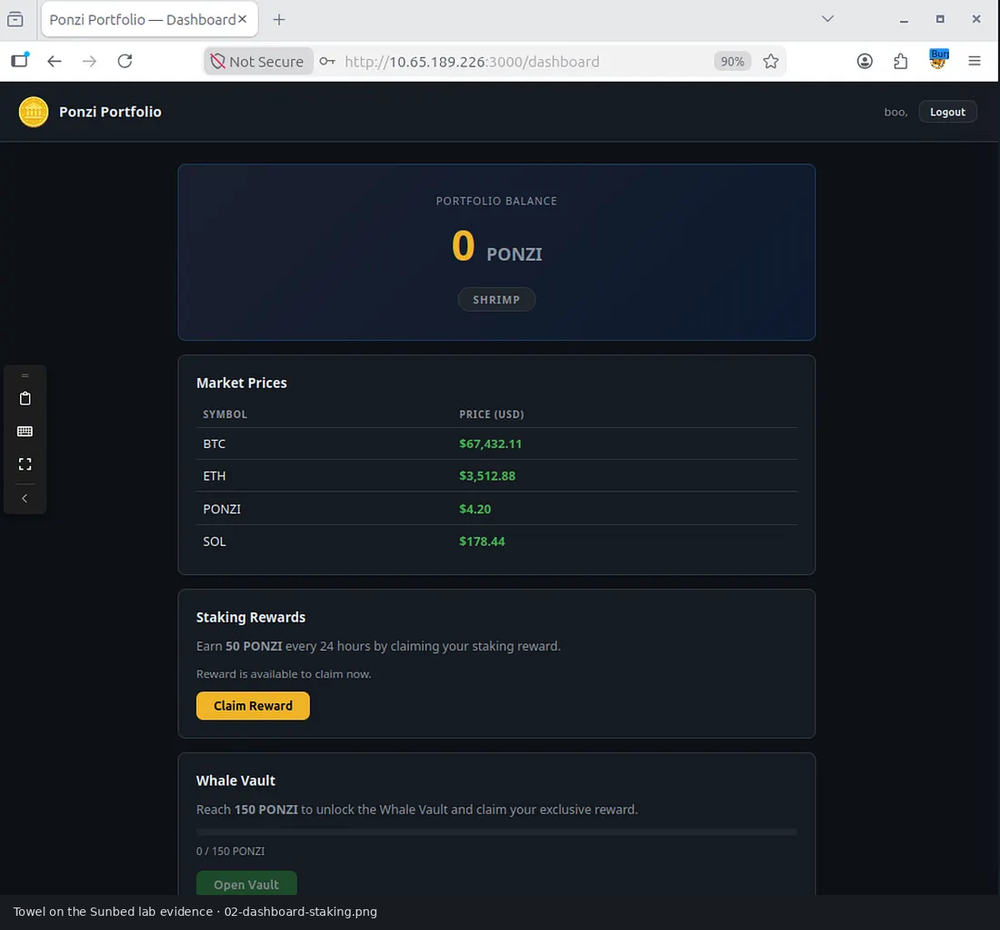 Ponzi Portfolio — Dashboard
Not Secure http://10.65.189.226:3000/dashboard 90%
Ponzi Portfolio
boo, Logout
PORTFOLIO BALANCE
0 PONZI
SHRIMP
Market Prices
SYMBOL PRICE (USD)
BTC $67,432.11
ETH $3,512.88
PONZI $4.20
SOL $178.44
Staking Rewards
Earn 50 PONZI every 24 hours by claiming your staking reward.
Reward is available to claim now.
Claim Reward
Whale Vault
Reach 150 PONZI to unlock the Whale Vault and claim your exclusive reward.
0 / 150 PONZI
Open Vault
Towel on the Sunbed lab evidence · 02-dashboard-staking.png